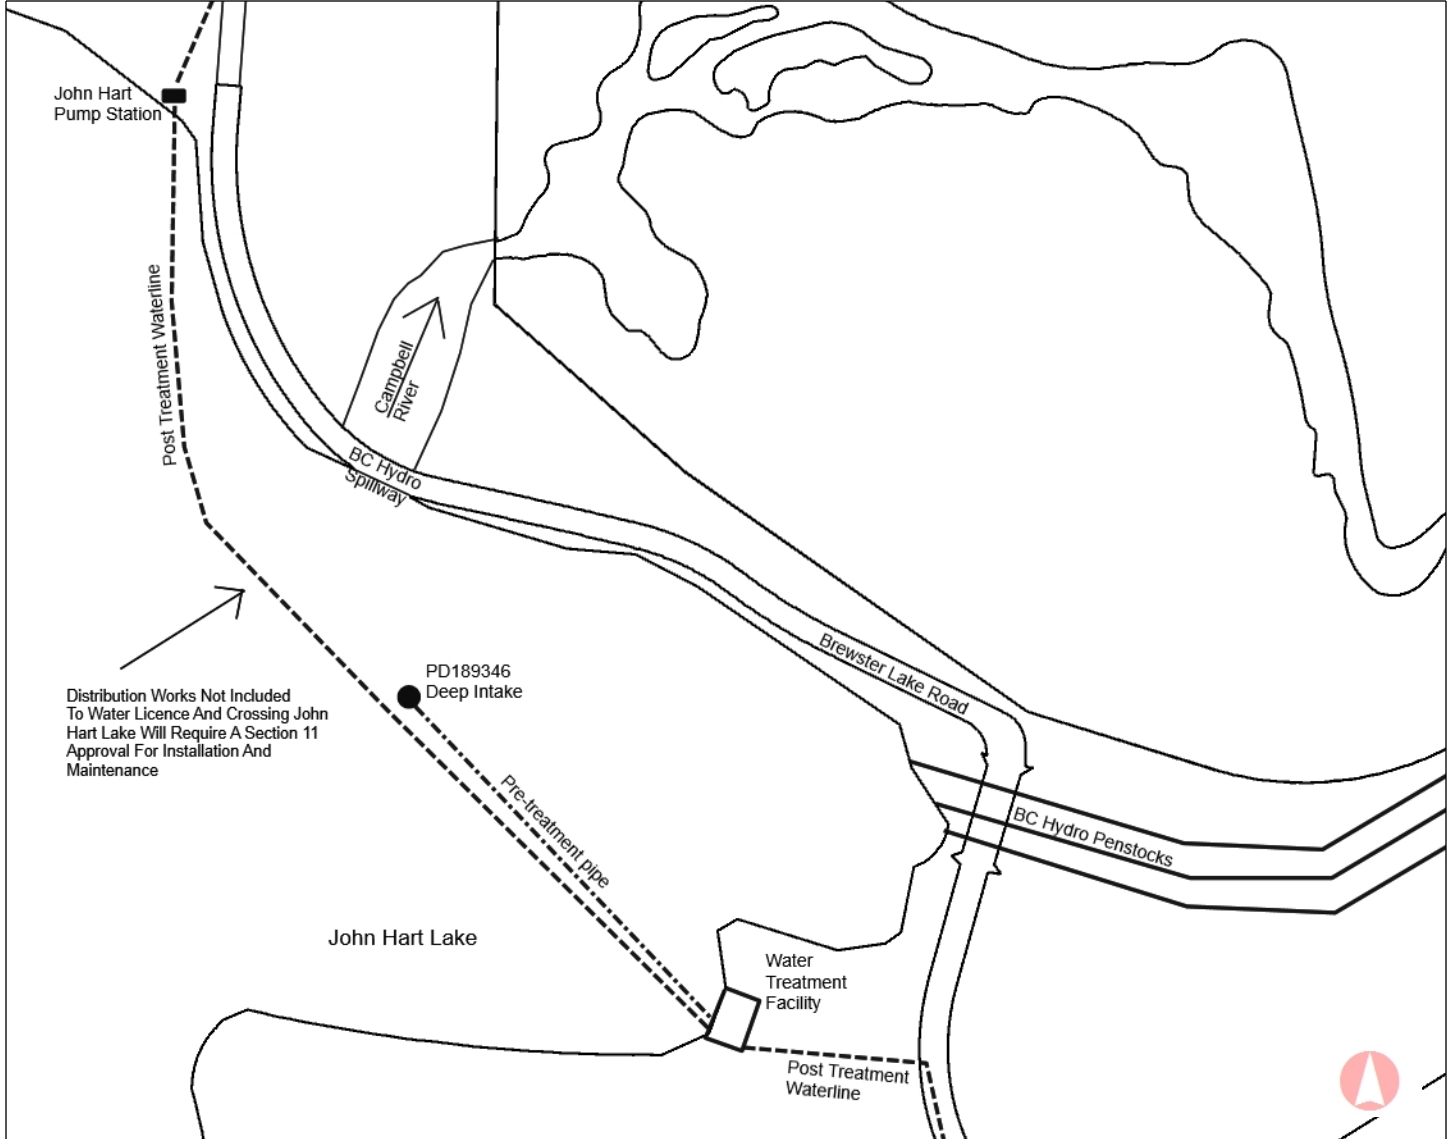 John Hart
Pump Station
Post Treatment Waterline
Campbell
River
BC Hydro
Spillway
Brewster Lake Road
PD189346
Deep Intake
Distribution Works Not Included
To Water Licence And Crossing John
Hart Lake Will Require A Section 11
Approval For Installation And
Maintenance
Pre-treatment pipe
BC Hydro Penstocks
John Hart Lake
Water
Treatment
Facility
Post Treatment
Waterline